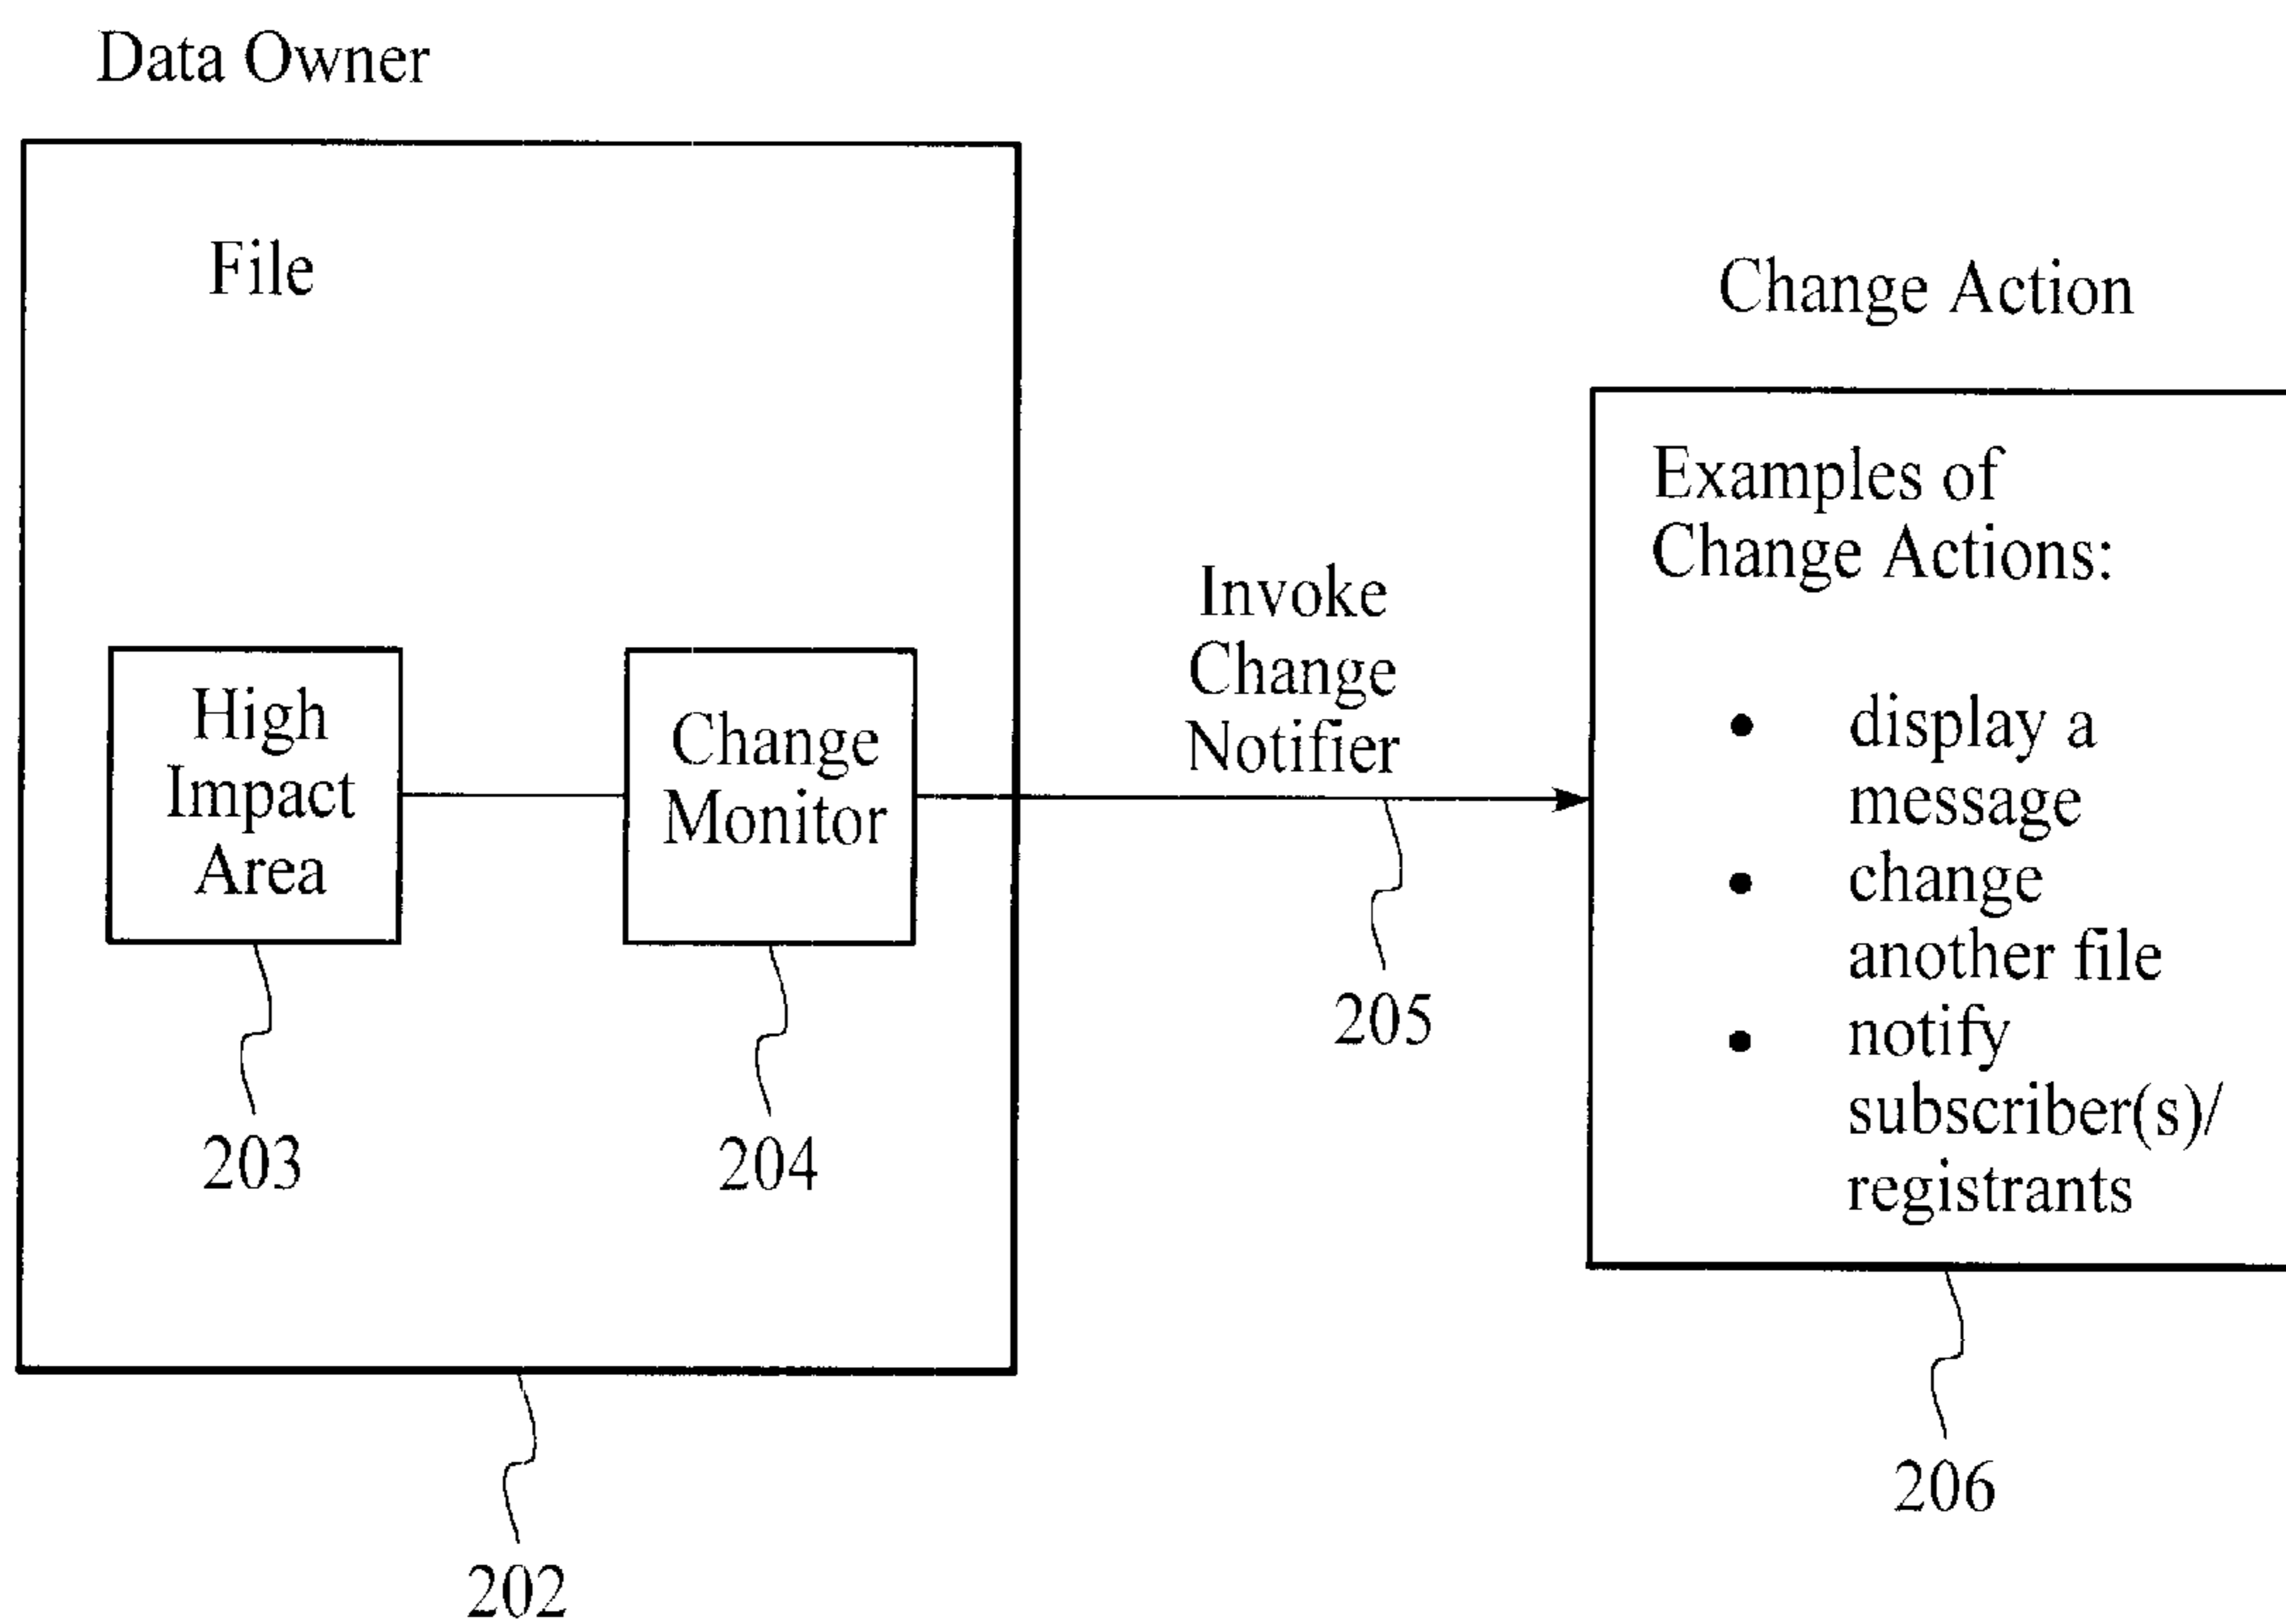 Data Owner
File
High
Impact
Area
203
Change
Monitor
204
202
Invoke
Change
Notifier
205
Change Action
Examples of
Change Actions:
• display a
message
• change
another file
• notify
subscriber(s)/
registrants
206